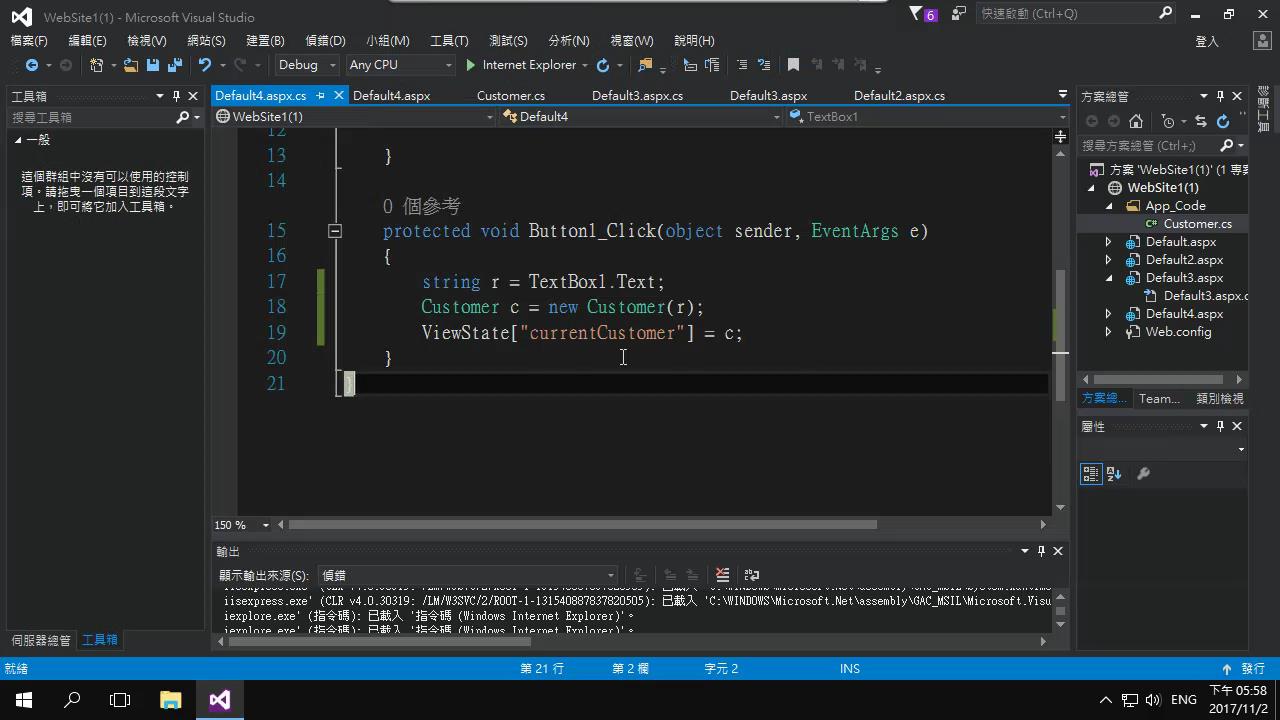 WebSite1(1) - Microsoft Visual Studio
6
快速啟動 (Ctrl+Q)
檔案(F) 編輯(E) 檢視(V) 網站(S) 建置(B) 偵錯(D) 小組(M) 工具(T) 測試(S) 分析(N) 視窗(W) 說明(H)
登入
Debug Any CPU Internet Explorer
工具箱
搜尋工具箱
一般
這個群組中沒有可以使用的控制
項。請拖曳一個項目到這段文字
上，即可將它加入工具箱。
伺服器總管 工具箱
Default4.aspx.cs Default4.aspx Customer.cs Default3.aspx.cs Default3.aspx Default2.aspx.cs
WebSite1(1) Default4 TextBox1
12
13 }
14
0 個參考
15 protected void Button1_Click(object sender, EventArgs e)
16 {
17 string r = TextBox1.Text;
18 Customer c = new Customer(r);
19 ViewState["currentCustomer"] = c;
20 }
21 }
150 %
輸出
顯示輸出來源(S): 偵錯
iisexpress.exe' (CLR v4.0.30319: /LM/W3SVC/2/ROOT-1-131540887837820505): 已載入 'C:\WINDOWS\Microsoft.Net\assembly\GAC_MSIL\Microsoft.Visu
iexplore.exe' (指令碼 (Windows Internet Explorer))。
iexplore.exe' (指令碼): 已載入 '指令碼 (Windows Internet Explorer)'。
方案總管
搜尋方案總管 (Ctrl+;)
方案 'WebSite1(1)' (1 專案
WebSite1(1)
App_Code
Customer.cs
Default.aspx
Default2.aspx
Default3.aspx
Default3.aspx.c
Default4.aspx
Web.config
方案總... Team... 類別檢視
屬性
就緒 第 21 行 第 2 欄 字元 2 INS 發行
ENG
下午 05:58
2017/11/2